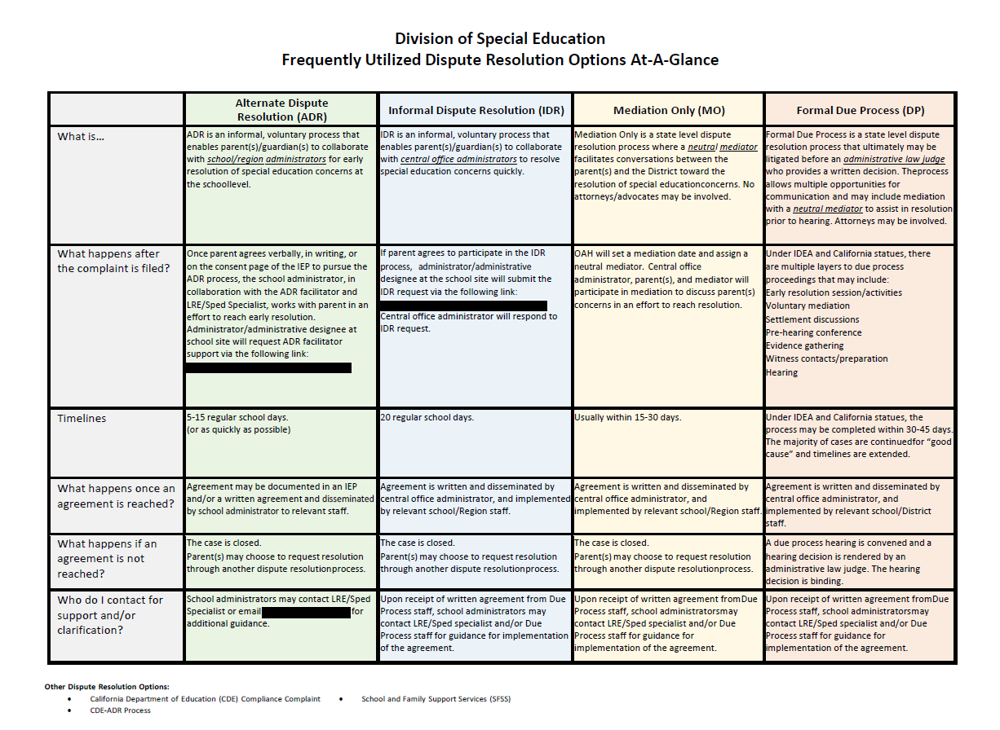 Division of Special Education
Frequently Utilized Dispute Resolution Options At-A-Glance
Alternate Dispute
Resolution (ADR)
Informal Dispute Resolution (IDR)
Mediation Only (MO)
Formal Due Process (DP)
What is...
ADR is an informal, voluntary process that
enables parent(s)/guardian(s) to collaborate
with school/region administrators for early
resolution of special education concerns at
the schoollevel.
IDR is an informal, voluntary process that
enables parent(s)/guardian(s) to collaborate
with central office administrators to resolve
special education concerns quickly.
Mediation Only is a state level dispute
resolution process where a neutral mediator
facilitates conversations between the
parent(s) and the District toward the
resolution of special educationconcerns. No
attorneys/advocates may be involved.
Formal Due Process is a state level dispute
resolution process that ultimately may be
litigated before an administrative law judge
who provides a written decision. Theprocess
allows multiple opportunities for
communication and may include mediation
with a neutral mediator to assist in resolution
prior to hearing. Attorneys may be involved.
What happens after
the complaint is filed?
Once parent agrees verbally, in writing, or
on the consent page of the IEP to pursue the
ADR process, the school administrator, in
collaboration with the ADR facilitator and
LRE/Sped Specialist, works with parent in an
effort to reach early resolution.
Administrator/administrative designee at
school site will request ADR facilitator
support via the following link:
If parent agrees to participate in the IDR
process, administrator/administrative
designee at the school site will submit the
IDR request via the following link:
Central office administrator will respond to
IDR request.
OAH will set a mediation date and assign a
neutral mediator. Central office
administrator, parent(s), and mediator will
participate in mediation to discuss parent(s)
concerns in an effort to reach resolution.
Under IDEA and California statues, there
are multiple layers to due process
proceedings that may include:
Early resolution session/activities
Voluntary mediation
Settlement discussions
Pre-hearing conference
Evidence gathering
Witness contacts/preparation
Hearing
Timelines
5-15 regular school days.
(or as quickly as possible)
20 regular school days.
Usually within 15-30 days.
Under IDEA and California statues, the
process may be completed within 30-45 days.
The majority of cases are continuedfor “good
cause” and timelines are extended.
What happens once an
agreement is reached?
Agreement may be documented in an IEP
and/or a written agreement and disseminated
by school administrator to relevant staff.
Agreement is written and disseminated by
central office administrator, and implemented
by relevant school/Region staff.
Agreement is written and disseminated by
central office administrator, and
implemented by relevant school/Region staff.
Agreement is written and disseminated by
central office administrator, and
implemented by relevant school/District
staff.
What happens if an
agreement is not
reached?
The case is closed.
Parent(s) may choose to request resolution
through another dispute resolutionprocess.
The case is closed.
Parent(s) may choose to request resolution
through another dispute resolutionprocess.
The case is closed.
Parent(s) may choose to request resolution
through another dispute resolutionprocess.
A due process hearing is convened and a
hearing decision is rendered by an
administrative law judge. The hearing
decision is binding.
Who do I contact for
support and/or
clarification?
School administrators may contact LRE/Sped
Specialist or email for
additional guidance.
Upon receipt of written agreement from Due
Process staff, school administrators may
contact LRE/Sped specialist and/or Due
Process staff for guidance for implementation
of the agreement.
Upon receipt of written agreement fromDue
Process staff, school administratorsmay
contact LRE/Sped specialist and/or Due
Process staff for guidance for
implementation of the agreement.
Upon receipt of written agreement fromDue
Process staff, school administratorsmay
contact LRE/Sped specialist and/or Due
Process staff for guidance for
implementation of the agreement.
Other Dispute Resolution Options:
• California Department of Education (CDE) Compliance Complaint • School and Family Support Services (SFSS)
• CDE-ADR Process